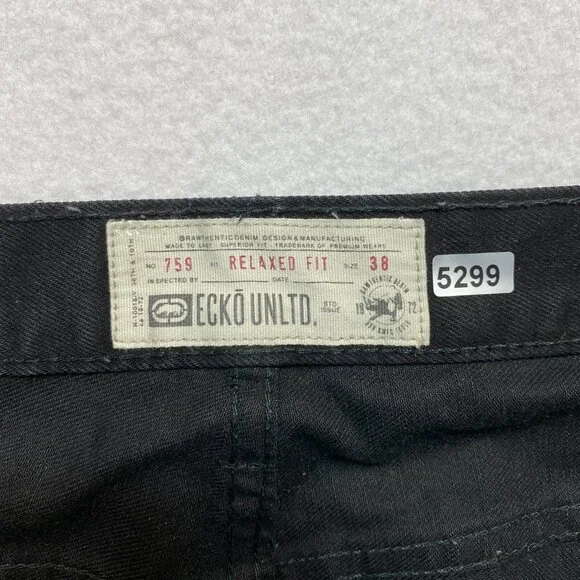 ®RAWTHENTICDENIM DESIGN & MANUFACTURING
MADE TO LAST SUPERIOR FIT TRADEMARK OF PREMIUM WEARS
NO 759 FIT RELAXED FIT SIZE 38
INSPECTED BY DATE
ECKŌ UNLTD.
STD ISSUE
RAWTHENTIC DENIM
19 72
5299